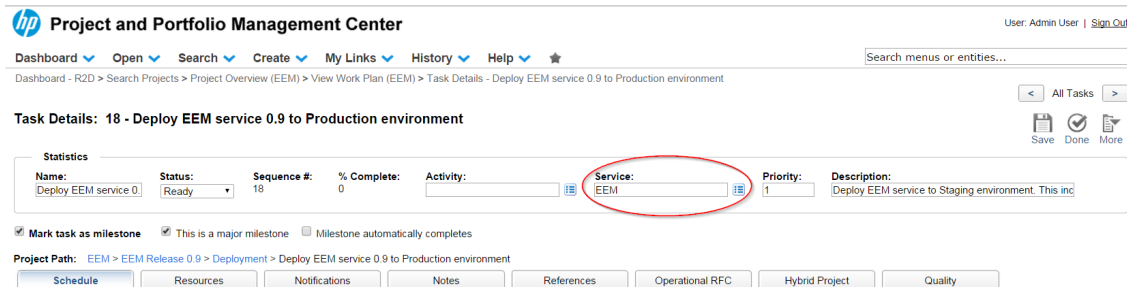 hp Project and Portfolio Management Center
User: Admin User | Sign Out
Dashboard Open Search Create My Links History Help
Search menus or entities...
Dashboard - R2D > Search Projects > Project Overview (EEM) > View Work Plan (EEM) > Task Details - Deploy EEM service 0.9 to Production environment
< All Tasks >
Task Details: 18 - Deploy EEM service 0.9 to Production environment
Save Done More
Statistics
Name: Status: Sequence #: % Complete: Activity: Service: Priority: Description:
Deploy EEM service 0. Ready 18 0 EEM 1 Deploy EEM service to Staging environment. This inc
Mark task as milestone This is a major milestone Milestone automatically completes
Project Path: EEM > EEM Release 0.9 > Deployment > Deploy EEM service 0.9 to Production environment
Schedule Resources Notifications Notes References Operational RFC Hybrid Project Quality